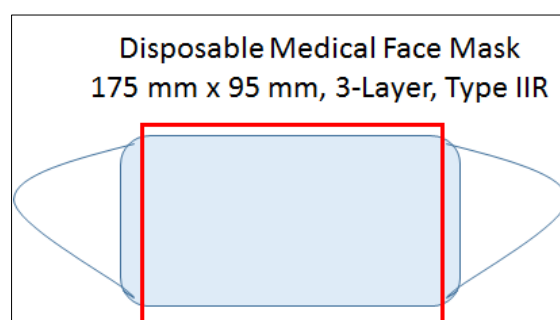 Disposable Medical Face Mask
175 mm x 95 mm, 3-Layer, Type IIR